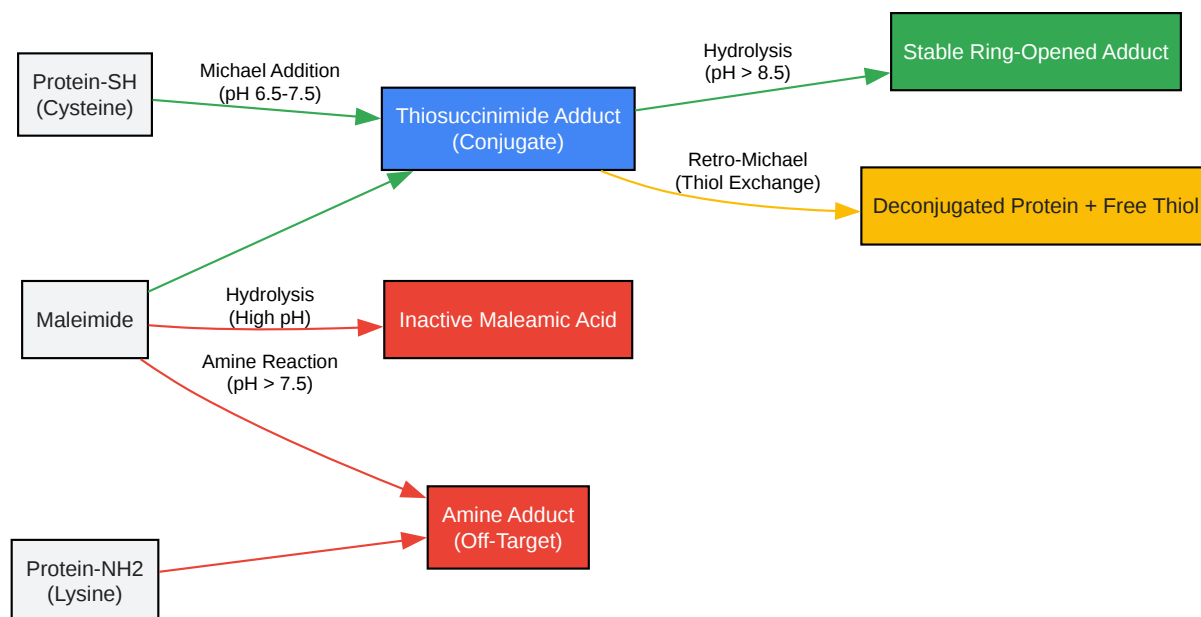 Protein-SH
(Cysteine)
Michael Addition
(pH 6.5-7.5)
Thiosuccinimide Adduct
(Conjugate)
Hydrolysis
(pH > 8.5)
Stable Ring-Opened Adduct
Retro-Michael
(Thiol Exchange)
Deconjugated Protein + Free Thiol
Maleimide
Hydrolysis
(High pH)
Inactive Maleamic Acid
Amine Reaction
(pH > 7.5)
Amine Adduct
(Off-Target)
Protein-NH2
(Lysine)